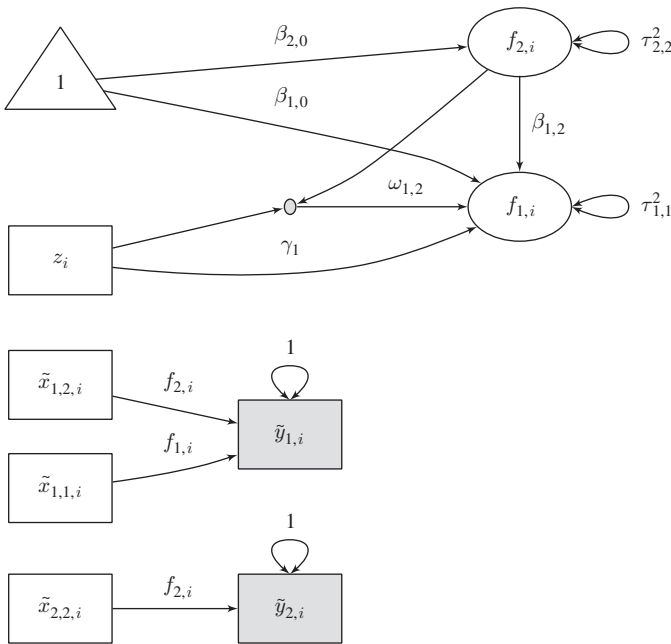 β₂,₀
f₂,ᵢ
τ²₂,₂
1
β₁,₀
β₁,₂
ω₁,₂
f₁,ᵢ
τ²₁,₁
zᵢ
γ₁
x̃₁,₂,ᵢ
f₂,ᵢ
1
ỹ₁,ᵢ
f₁,ᵢ
x̃₁,₁,ᵢ
1
x̃₂,₂,ᵢ
f₂,ᵢ
ỹ₂,ᵢ